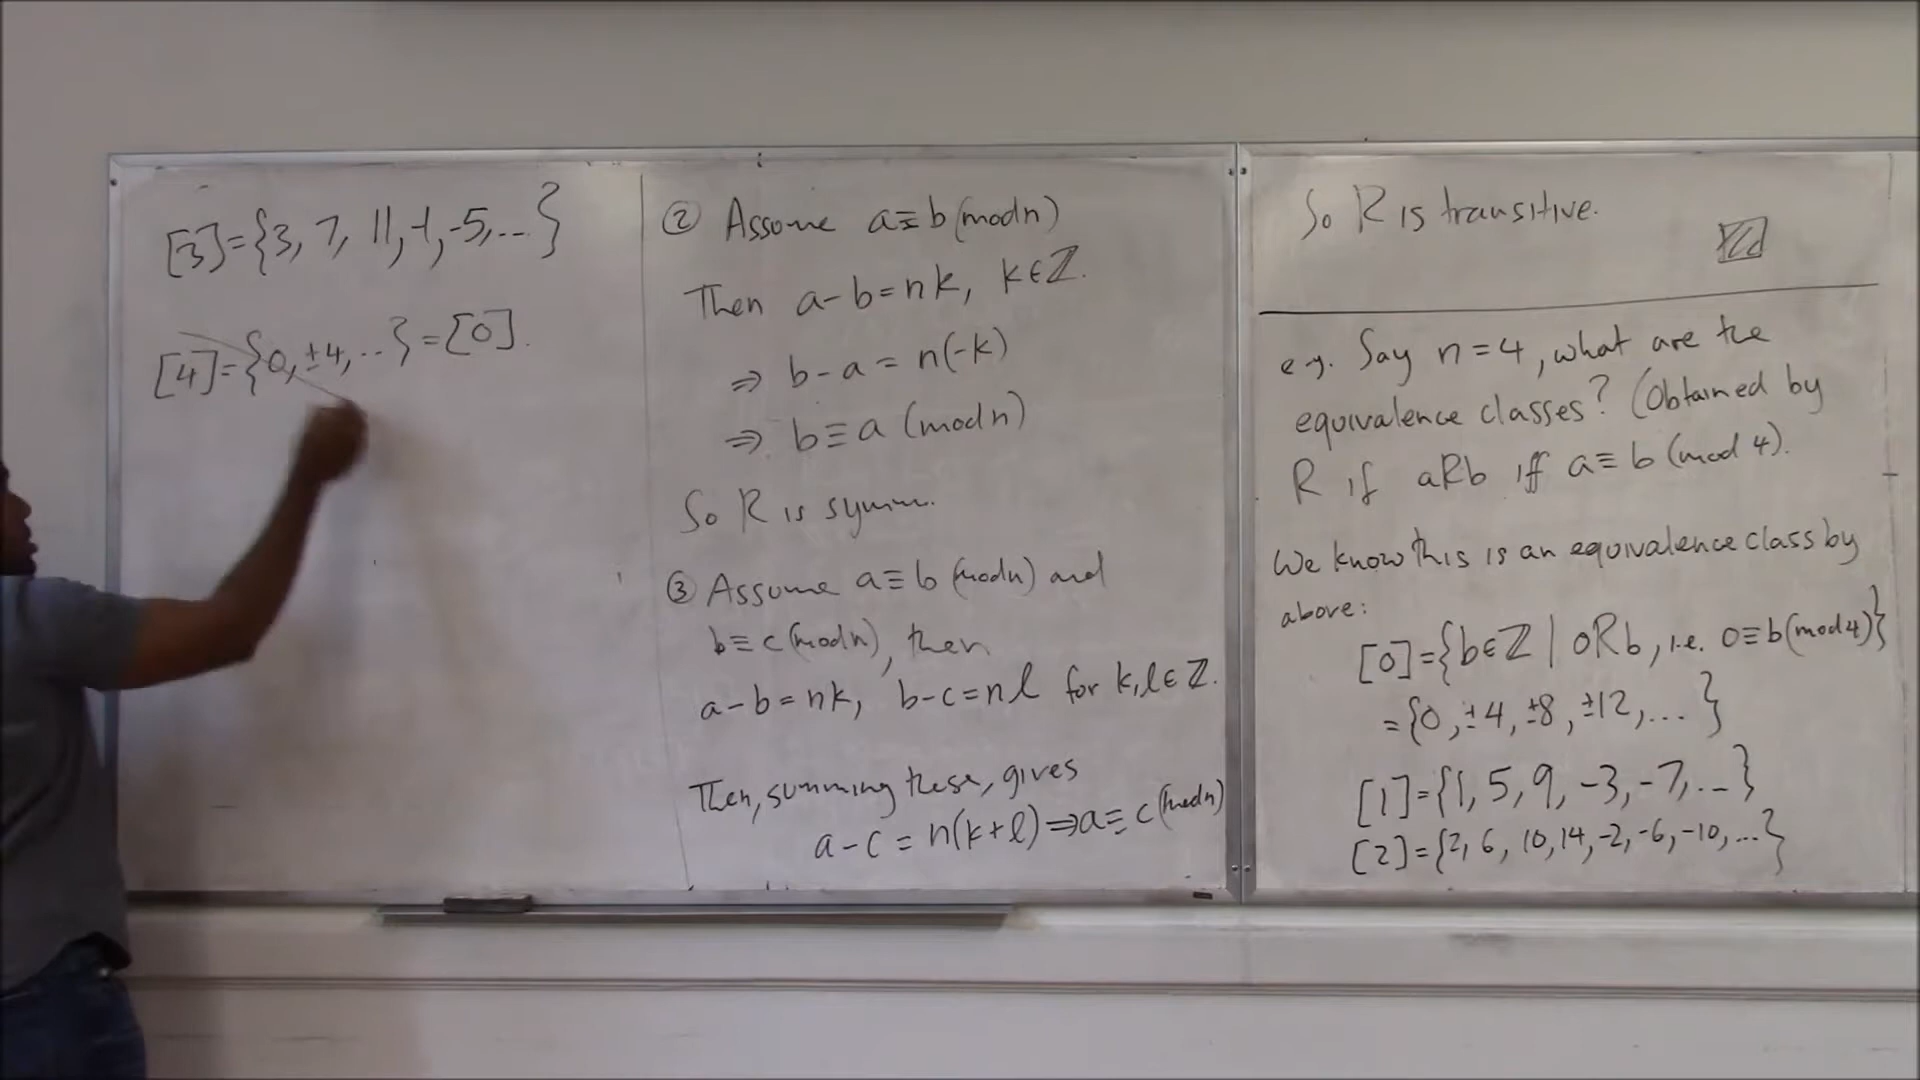 [3]={3, 7, 11, -1, -5, ... }
[4]={0, ±4, ... } = [0].
② Assume a≡b (mod n)
Then a-b=nk, k∈ℤ.
⇒ b-a = n(-k)
⇒ b≡a (mod n)
So R is symm.
③ Assume a≡b (mod n) and
b≡c (mod n), then
a-b=nk, b-c=nl for k,l∈ℤ.
Then, summing these, gives
a-c = n(k+l) ⇒ a≡c (mod n)
So R is transitive.
e.g. Say n=4, what are the
equivalence classes? (Obtained by
R if aRb iff a≡b (mod 4).
We know this is an equivalence class by
above:
[0]={b∈ℤ | 0Rb, i.e. 0≡b(mod 4)}
={0, ±4, ±8, ±12, ... }
[1]={1, 5, 9, -3, -7, ... }
[2]={2, 6, 10, 14, -2, -6, -10, ... }